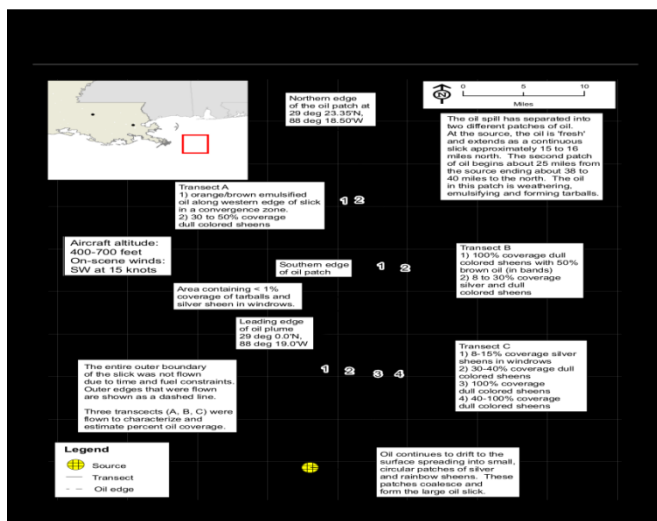 Northern edge
of the oil patch at
29 deg 23.35'N,
88 deg 18.50'W
N
0 5 10
Miles
The oil spill has separated into
two different patches of oil.
At the source, the oil is 'fresh'
and extends as a continuous
slick approximately 15 to 16
miles north. The second patch
of oil begins about 25 miles from
the source ending about 38 to
40 miles to the north. The oil
in this patch is weathering,
emulsifying and forming tarballs.
Transect A
1) orange/brown emulsified
oil along western edge of slick
in a convergence zone.
2) 30 to 50% coverage
dull colored sheens
1 2
Aircraft altitude:
400-700 feet
On-scene winds:
SW at 15 knots
Southern edge
of oil patch
1 2
Transect B
1) 100% coverage dull
colored sheens with 50%
brown oil (in bands)
2) 8 to 30% coverage
silver and dull
colored sheens
Area containing < 1%
coverage of tarballs and
silver sheen in windrows.
Leading edge
of oil plume
29 deg 0.0'N,
88 deg 19.0'W
1 2 3 4
Transect C
1) 8-15% coverage silver
sheens in windrows
2) 30-40% coverage dull
colored sheens
3) 100% coverage
dull colored sheens
4) 40-100% coverage
dull colored sheens
The entire outer boundary
of the slick was not flown
due to time and fuel constraints.
Outer edges that were flown
are shown as a dashed line.
Three transcects (A, B, C) were
flown to characterize and
estimate percent oil coverage.
Legend
Source
Transect
Oil edge
Oil continues to drift to the
surface spreading into small,
circular patches of silver
and rainbow sheens. These
patches coalesce and
form the large oil slick.